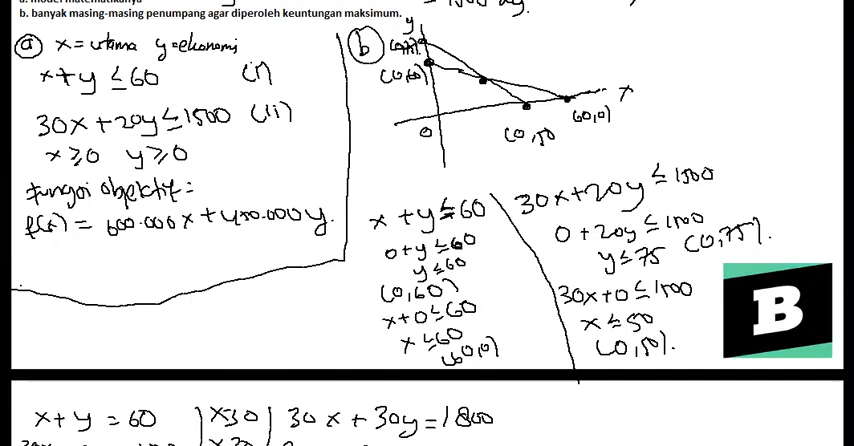 b. banyak masing-masing penumpang agar diperoleh keuntungan maksimum.
a x = utama y = ekonomi
x + y ≤ 60 (i)
30x + 20y ≤ 1500 (ii)
x ≥ 0 y ≥ 0
fungsi objektif =
f(x) = 600.000x + 450.000y.
b
y
(0,75)
(0,60)
0
x
(60,0)
(0,50
x + y ≤ 60
0 + y ≤ 60
y ≤ 60
(0,60)
x + 0 ≤ 60
x ≤ 60
(60,0)
30x + 20y ≤ 1500
0 + 20y ≤ 1500
y ≤ 75 (0,75).
30x + 0 ≤ 1500
x ≤ 50
(0,50).
B
x + y = 60 | x30 | 30x + 30y = 1800